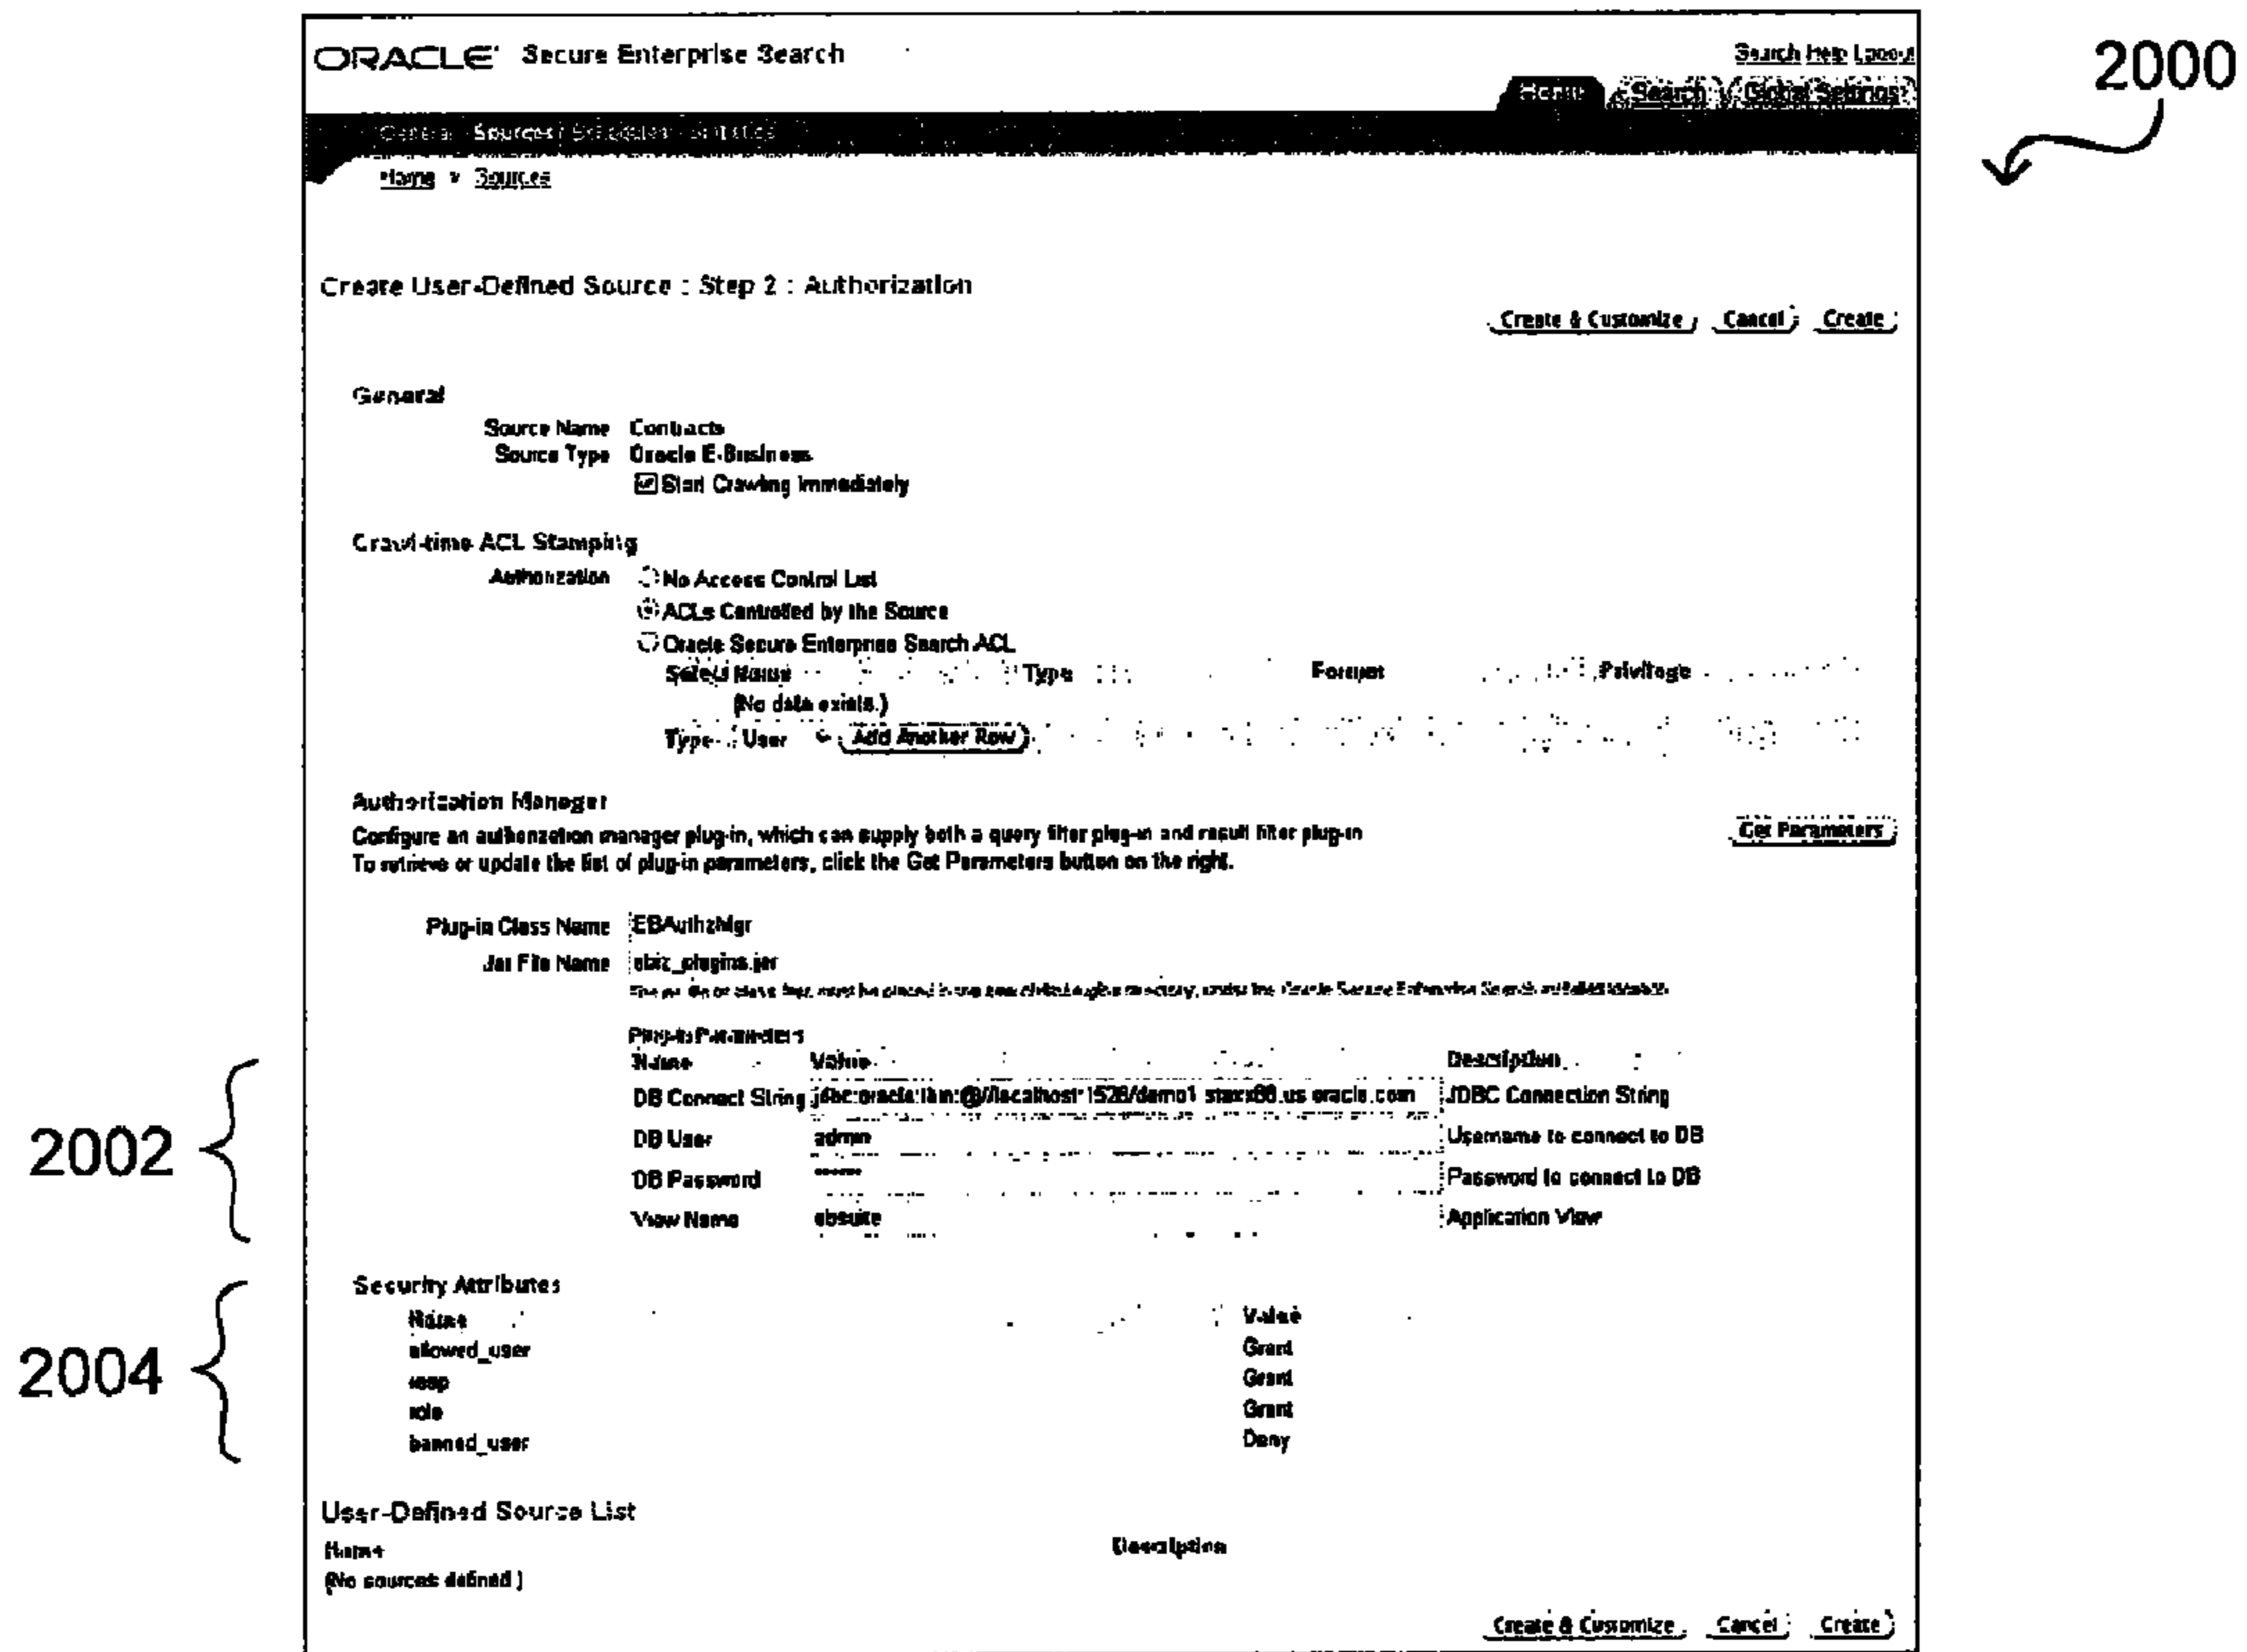 ORACLE Secure Enterprise Search
Search Help Logout
2000
Home Search Global Settings
General Sources Schedules Statistics
Home > Sources
Create User-Defined Source : Step 2 : Authorization
Create & Customize Cancel Create
General
Source Name Contracts
Source Type Oracle E-Business
Start Crawling Immediately
Crawl-time ACL Stamping
Authorization No Access Control List
ACLs Controlled by the Source
Oracle Secure Enterprise Search ACL
Select Name Type Format Privilege
(No data exists.)
Type User Add Another Row
Authorization Manager
Configure an authorization manager plug-in, which can supply both a query filter plug-in and result filter plug-in
Get Parameters
To retrieve or update the list of plug-in parameters, click the Get Parameters button on the right.
Plug-in Class Name EBAuthzMgr
Jar File Name ebiz_plugins.jar
Plug-in Parameters
Name Value Description
DB Connect String JDBC Connection String
2002
DB User admin Username to connect to DB
DB Password ****** Password to connect to DB
View Name ebsuite Application View
Security Attributes
Name Value
allowed_user Grant
2004
Grant
role Grant
banned_user Deny
User-Defined Source List
Name Description
(No sources defined )
Create & Customize Cancel Create